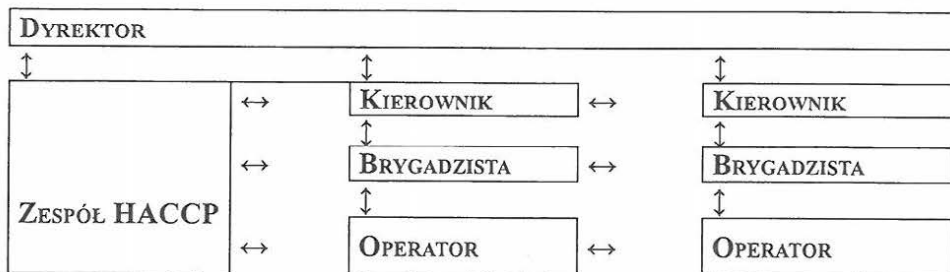 DYREKTOR
↕ ↕ ↕
↔ KIEROWNIK ↔ KIEROWNIK
↕ ↕
↔ BRYGADZISTA ↔ BRYGADZISTA
↕ ↕
ZESPÓŁ HACCP
↔ OPERATOR ↔ OPERATOR